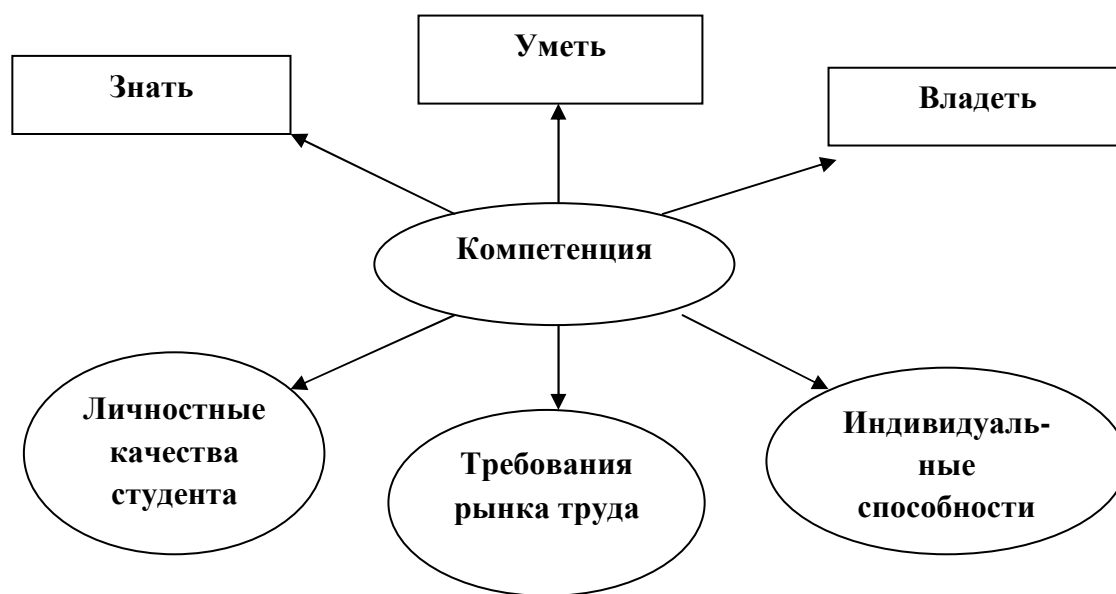 Знать
Уметь
Владеть
Компетенция
Личностные
качества
студента
Требования
рынка труда
Индивидуаль-
ные
способности